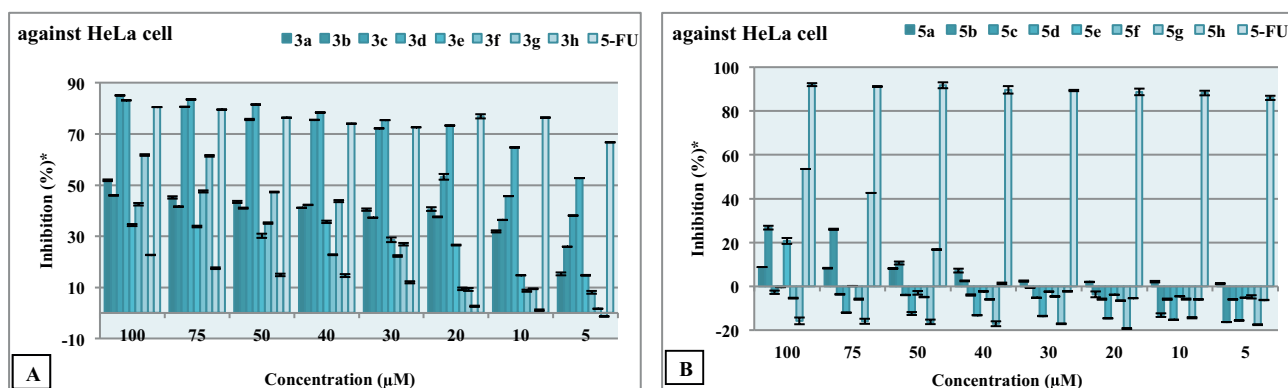 against HeLa cell
3a 3b 3c 3d 3e 3f 3g 3h 5-FU
90
70
50
30
10
-10
Inhibition (%)*
100 75 50 40 30 20 10 5
Concentration (µM)
A
against HeLa cell
5a 5b 5c 5d 5e 5f 5g 5h 5-FU
100
80
60
40
20
0
-20
Inhibition (%)*
100 75 50 40 30 20 10 5
Concentration (µM)
B